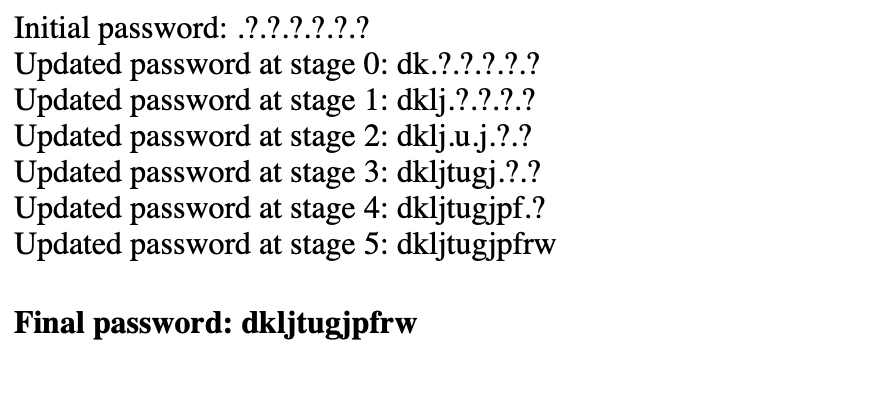 Initial password: .?.?.?.?.?.?
Updated password at stage 0: dk.?.?.?.?.?
Updated password at stage 1: dklj.?.?.?.?
Updated password at stage 2: dklj.u.j.?.?
Updated password at stage 3: dkljtugj.?.?
Updated password at stage 4: dkljtugjpf.?
Updated password at stage 5: dkljtugjpfrw
Final password: dkljtugjpfrw